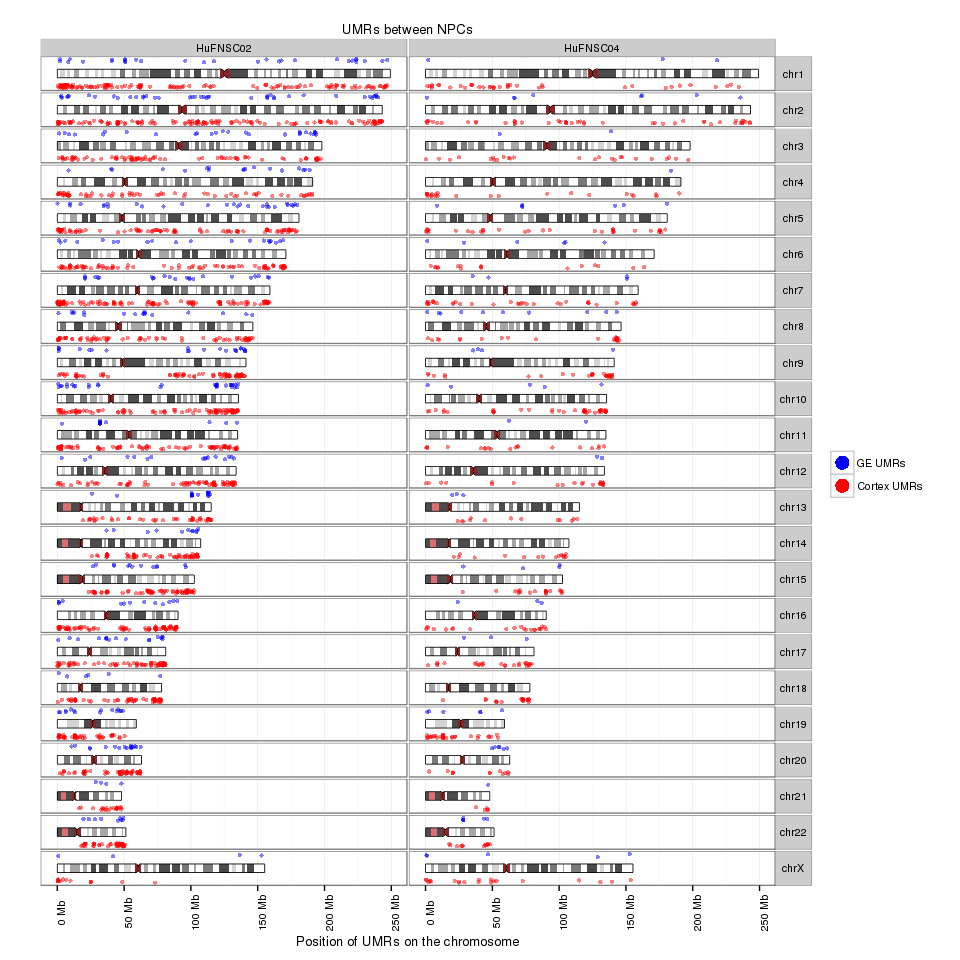 UMRs between NPCs
HuFNSC02 HuFNSC04
chr1
chr2
chr3
chr4
chr5
chr6
chr7
chr8
chr9
chr10
chr11
chr12
chr13
chr14
chr15
chr16
chr17
chr18
chr19
chr20
chr21
chr22
chrX
GE UMRs
Cortex UMRs
0 Mb 50 Mb 100 Mb 150 Mb 200 Mb 250 Mb 0 Mb 50 Mb 100 Mb 150 Mb 200 Mb 250 Mb
Position of UMRs on the chromosome